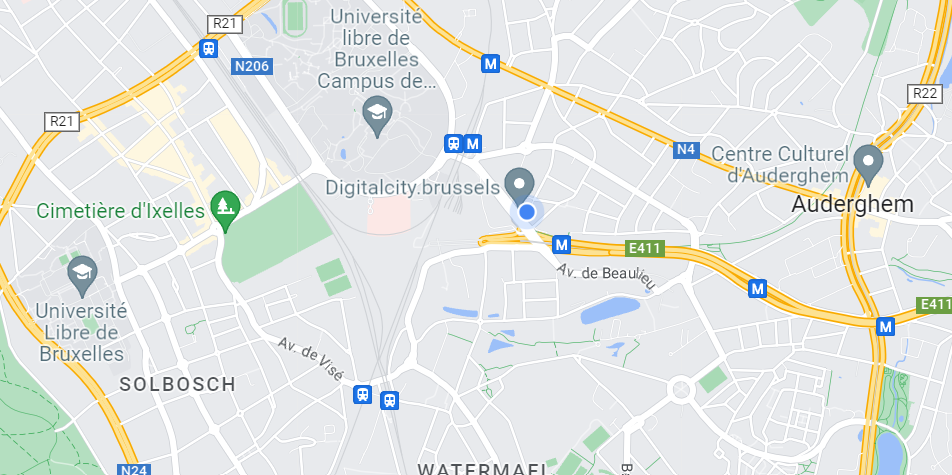 R21
Université
libre de
Bruxelles
Campus de...
N206
M
R21
R22
M
N4
Centre Culturel
d'Auderghem
Digitalcity.brussels
Cimetière d'Ixelles
Auderghem
M
E411
Av. de Beaulieu
M
E411
M
Université
Libre de
Bruxelles
Av. de Visé
SOLBOSCH
N24
WATERMAEL